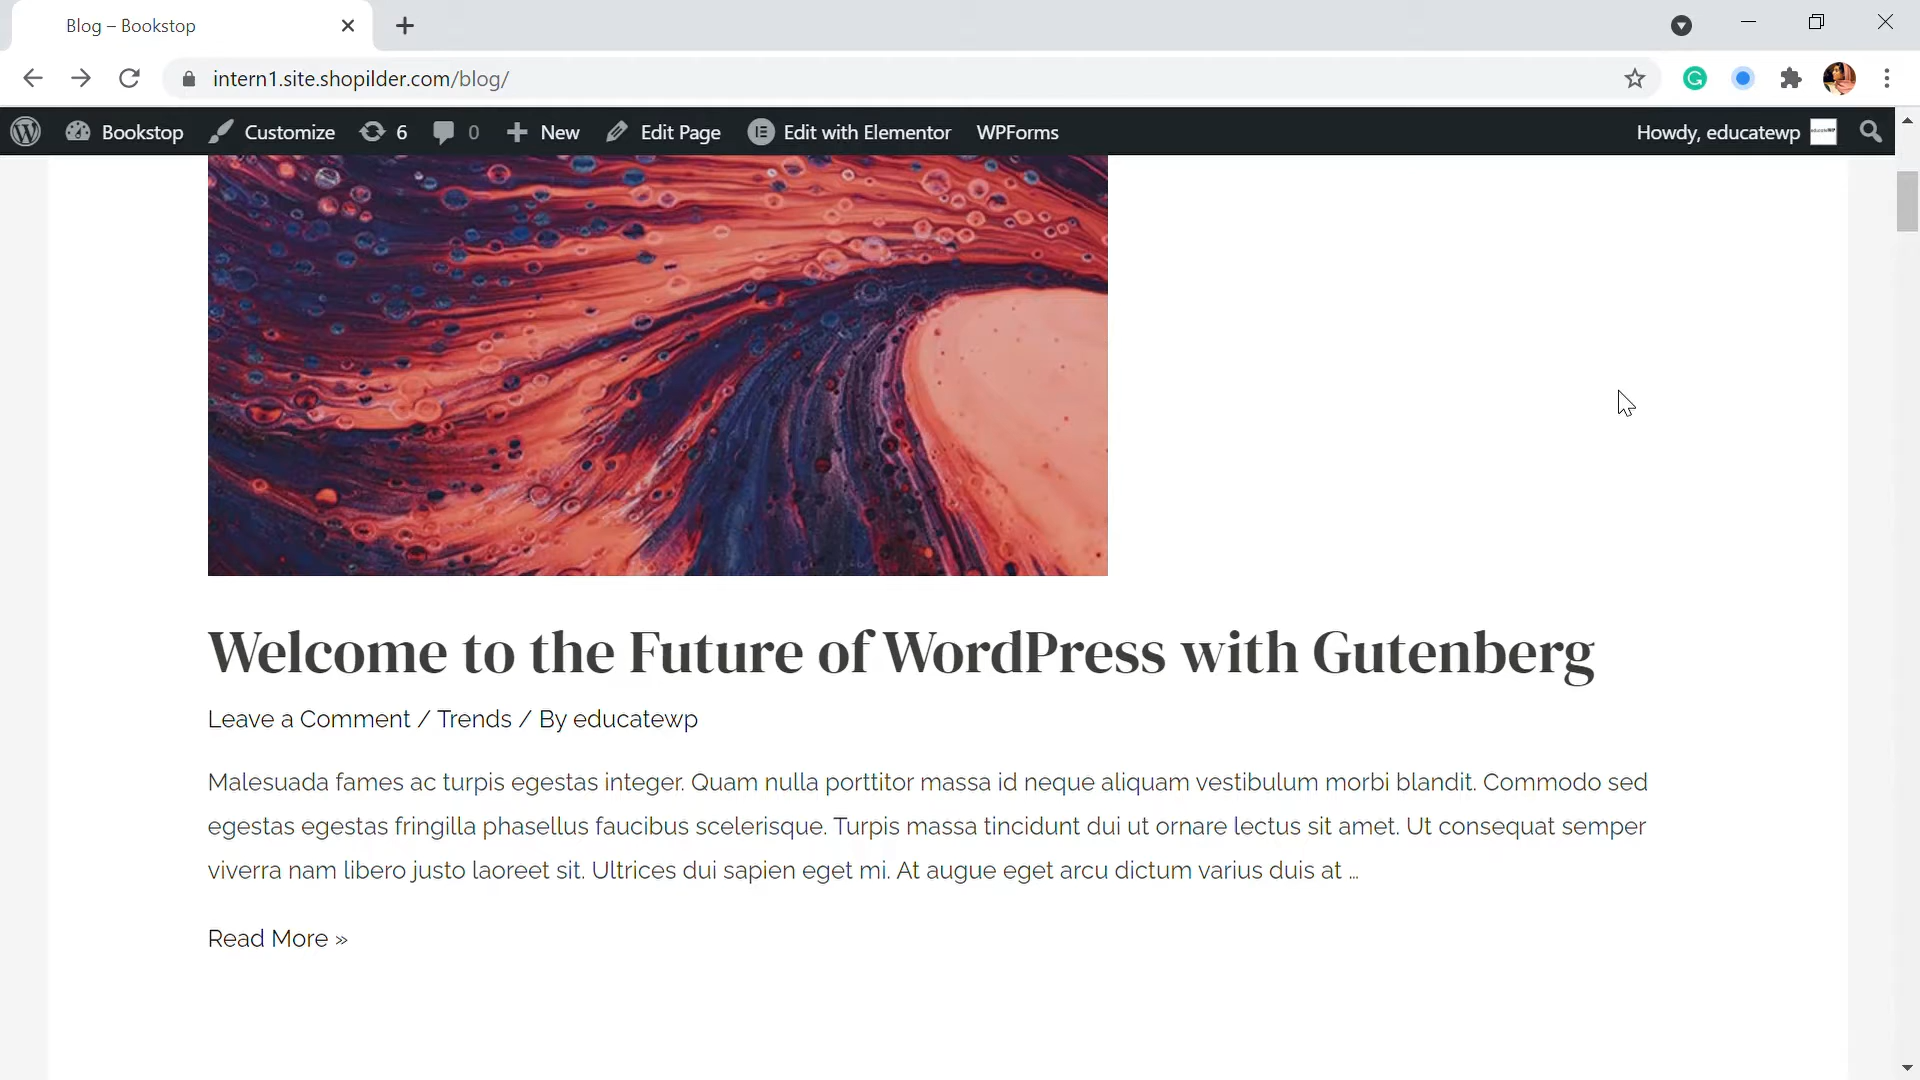 Blog – Bookstop
intern1.site.shopilder.com/blog/
Bookstop Customize 6 0 New Edit Page Edit with Elementor WPForms Howdy, educatewp
Welcome to the Future of WordPress with Gutenberg
Leave a Comment / Trends / By educatewp
Malesuada fames ac turpis egestas integer. Quam nulla porttitor massa id neque aliquam vestibulum morbi blandit. Commodo sed
egestas egestas fringilla phasellus faucibus scelerisque. Turpis massa tincidunt dui ut ornare lectus sit amet. Ut consequat semper
viverra nam libero justo laoreet sit. Ultrices dui sapien eget mi. At augue eget arcu dictum varius duis at …
Read More »